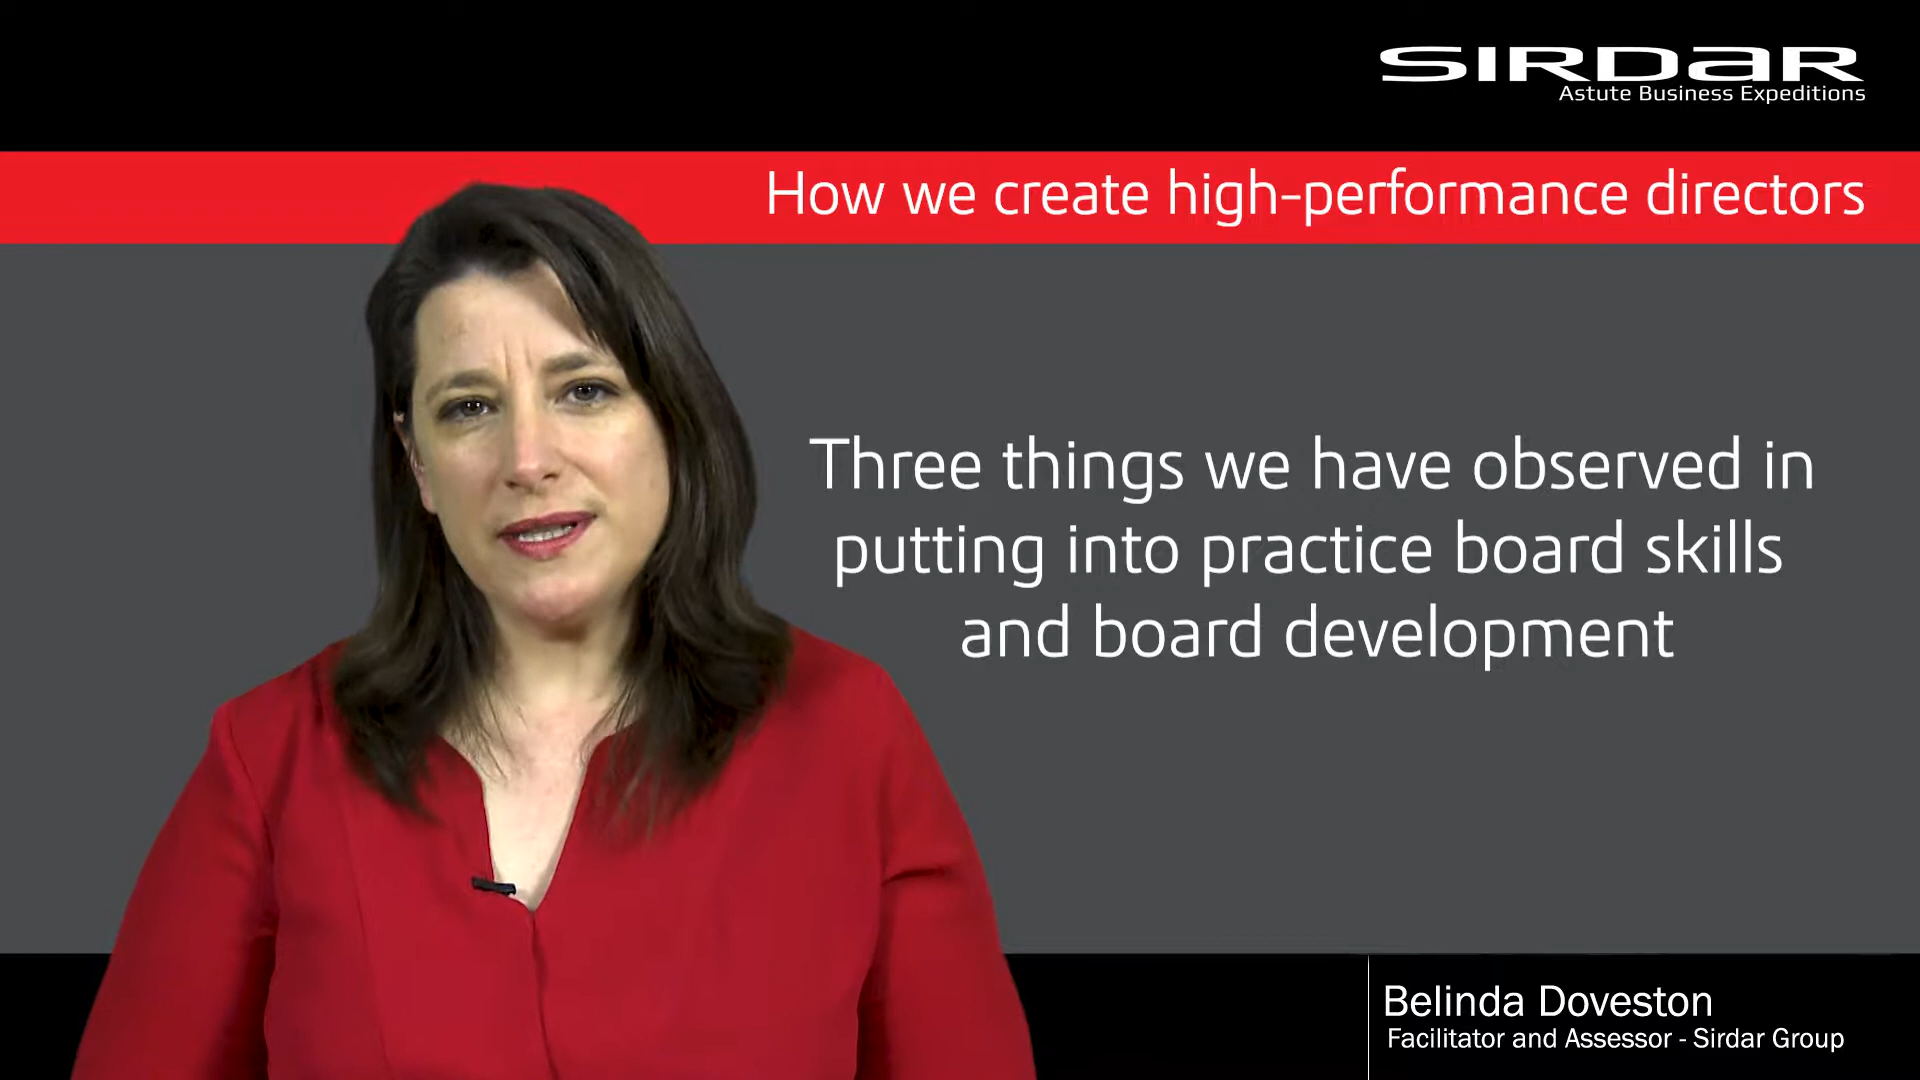 SIRDAR
Astute Business Expeditions
How we create high-performance directors
Three things we have observed in
putting into practice board skills
and board development
Belinda Doveston
Facilitator and Assessor - Sirdar Group